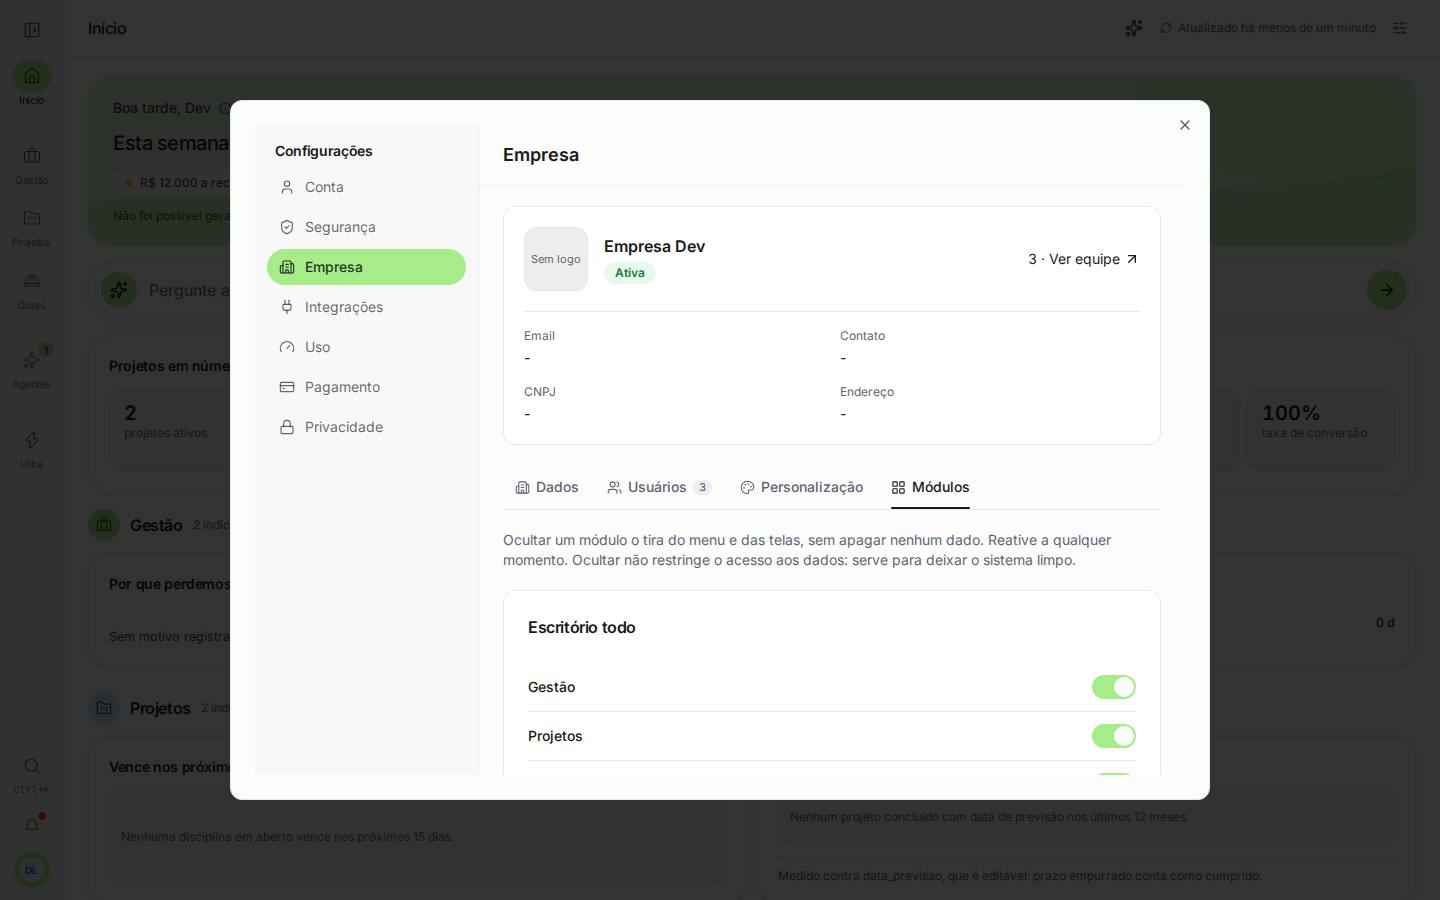 Início
Atualizado há menos de um minuto
Início
Gestão
Projetos
Obras
1
Agentes
Ultra
Ctrl+K
DL
Boa tarde, Dev
Esta semana
R$ 12.000 a rec
Não foi possível gera
Pergunte a
Projetos em núme
2
projetos ativos
100%
taxa de conversão
Gestão 2 indic
Por que perdemos
Sem motivo registra
0 d
Projetos 2 indi
Vence nos próxim
Nenhuma disciplina em aberto vence nos próximos 15 dias.
Nenhum projeto concluído com data de previsão nos últimos 12 meses.
Medido contra data_previsao, que é editável: prazo empurrado conta como cumprido.
Configurações
Conta
Segurança
Empresa
Integrações
Uso
Pagamento
Privacidade
Empresa
Sem logo
Empresa Dev
Ativa
3 · Ver equipe
Email
-
Contato
-
CNPJ
-
Endereço
-
Dados
Usuários 3
Personalização
Módulos
Ocultar um módulo o tira do menu e das telas, sem apagar nenhum dado. Reative a qualquer
momento. Ocultar não restringe o acesso aos dados: serve para deixar o sistema limpo.
Escritório todo
Gestão
Projetos